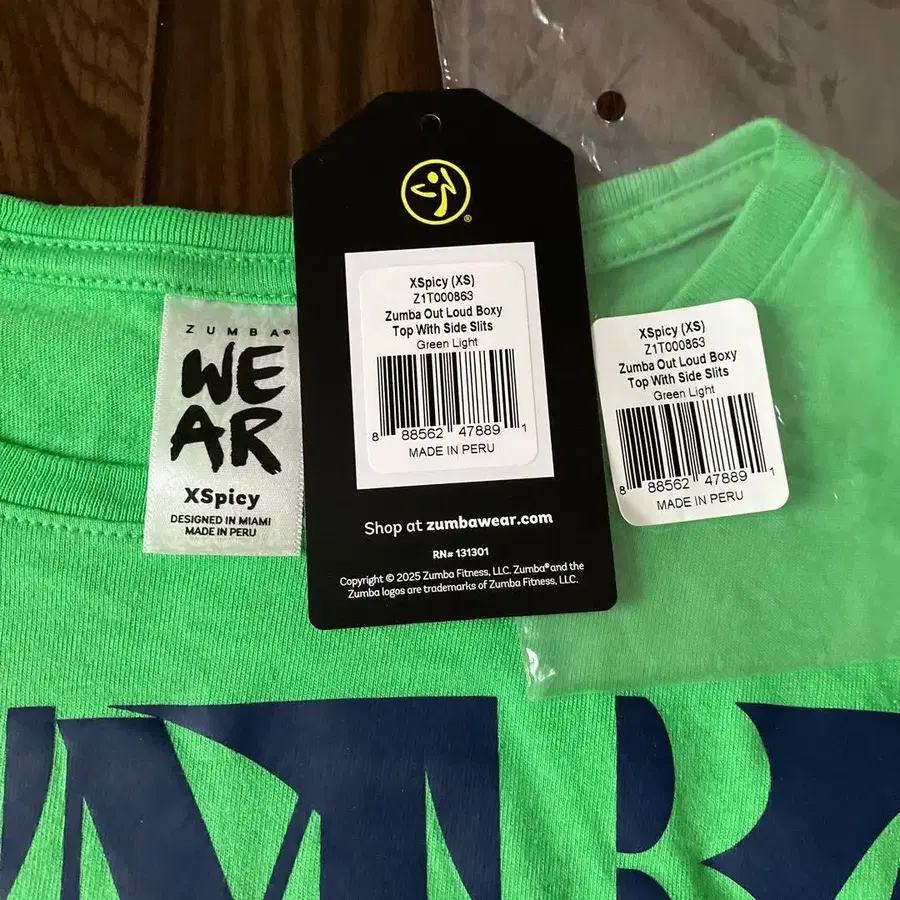 ZUMBA®
WE
AR
XSpicy
DESIGNED IN MIAMI
MADE IN PERU
®
XSpicy (XS)
Z1T000863
Zumba Out Loud Boxy
Top With Side Slits
Green Light
8 88562 47889 1
MADE IN PERU
Shop at zumbawear.com
RN# 131301
Copyright © 2025 Zumba Fitness, LLC. Zumba® and the
Zumba logos are trademarks of Zumba Fitness, LLC.
XSpicy (XS)
Z1T000863
Zumba Out Loud Boxy
Top With Side Slits
Green Light
8 88562 47889 1
MADE IN PERU